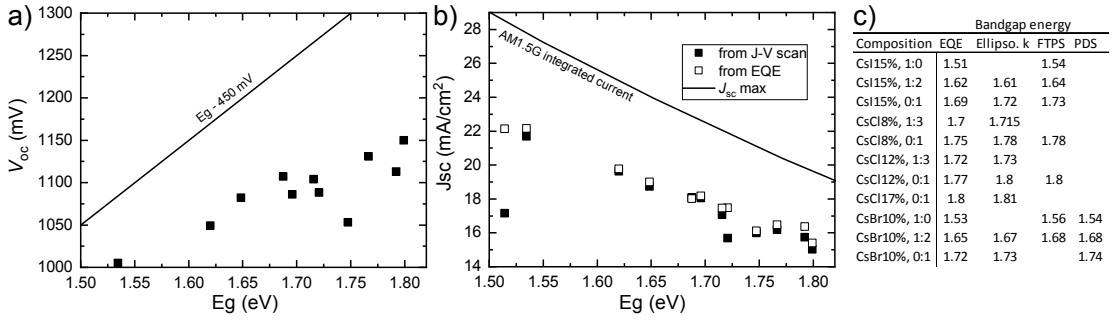 a)
1300
1250
1200
1150
1100
1050
1000
Voc (mV)
Eg - 450 mV
1.50 1.55 1.60 1.65 1.70 1.75 1.80
Eg (eV)
b)
28
26
24
22
20
18
16
14
Jsc (mA/cm²)
AM1.5G integrated current
from J-V scan
from EQE
Jsc max
1.50 1.55 1.60 1.65 1.70 1.75 1.80
Eg (eV)
c)
Bandgap energy
Composition EQE Ellipso. k FTPS PDS
CsI15%, 1:0 1.51 1.54
CsI15%, 1:2 1.62 1.61 1.64
CsI15%, 0:1 1.69 1.72 1.73
CsCl8%, 1:3 1.7 1.715
CsCl8%, 0:1 1.75 1.78 1.78
CsCl12%, 1:3 1.72 1.73
CsCl12%, 0:1 1.77 1.8 1.8
CsCl17%, 0:1 1.8 1.81
CsBr10%, 1:0 1.53 1.56 1.54
CsBr10%, 1:2 1.65 1.67 1.68 1.68
CsBr10%, 0:1 1.72 1.73 1.74